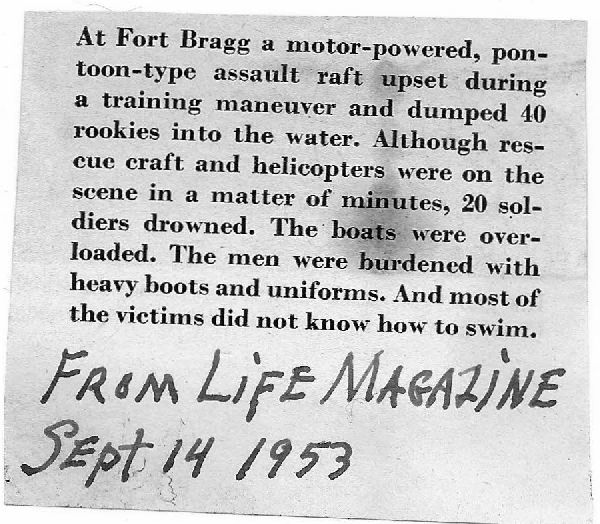 At Fort Bragg a motor-powered, pon-
toon-type assault raft upset during
a training maneuver and dumped 40
rookies into the water. Although res-
cue craft and helicopters were on the
scene in a matter of minutes, 20 sol-
diers drowned. The boats were over-
loaded. The men were burdened with
heavy boots and uniforms. And most of
the victims did not know how to swim.
FROM LiFE MAGAZiNE
Sept 14 1953